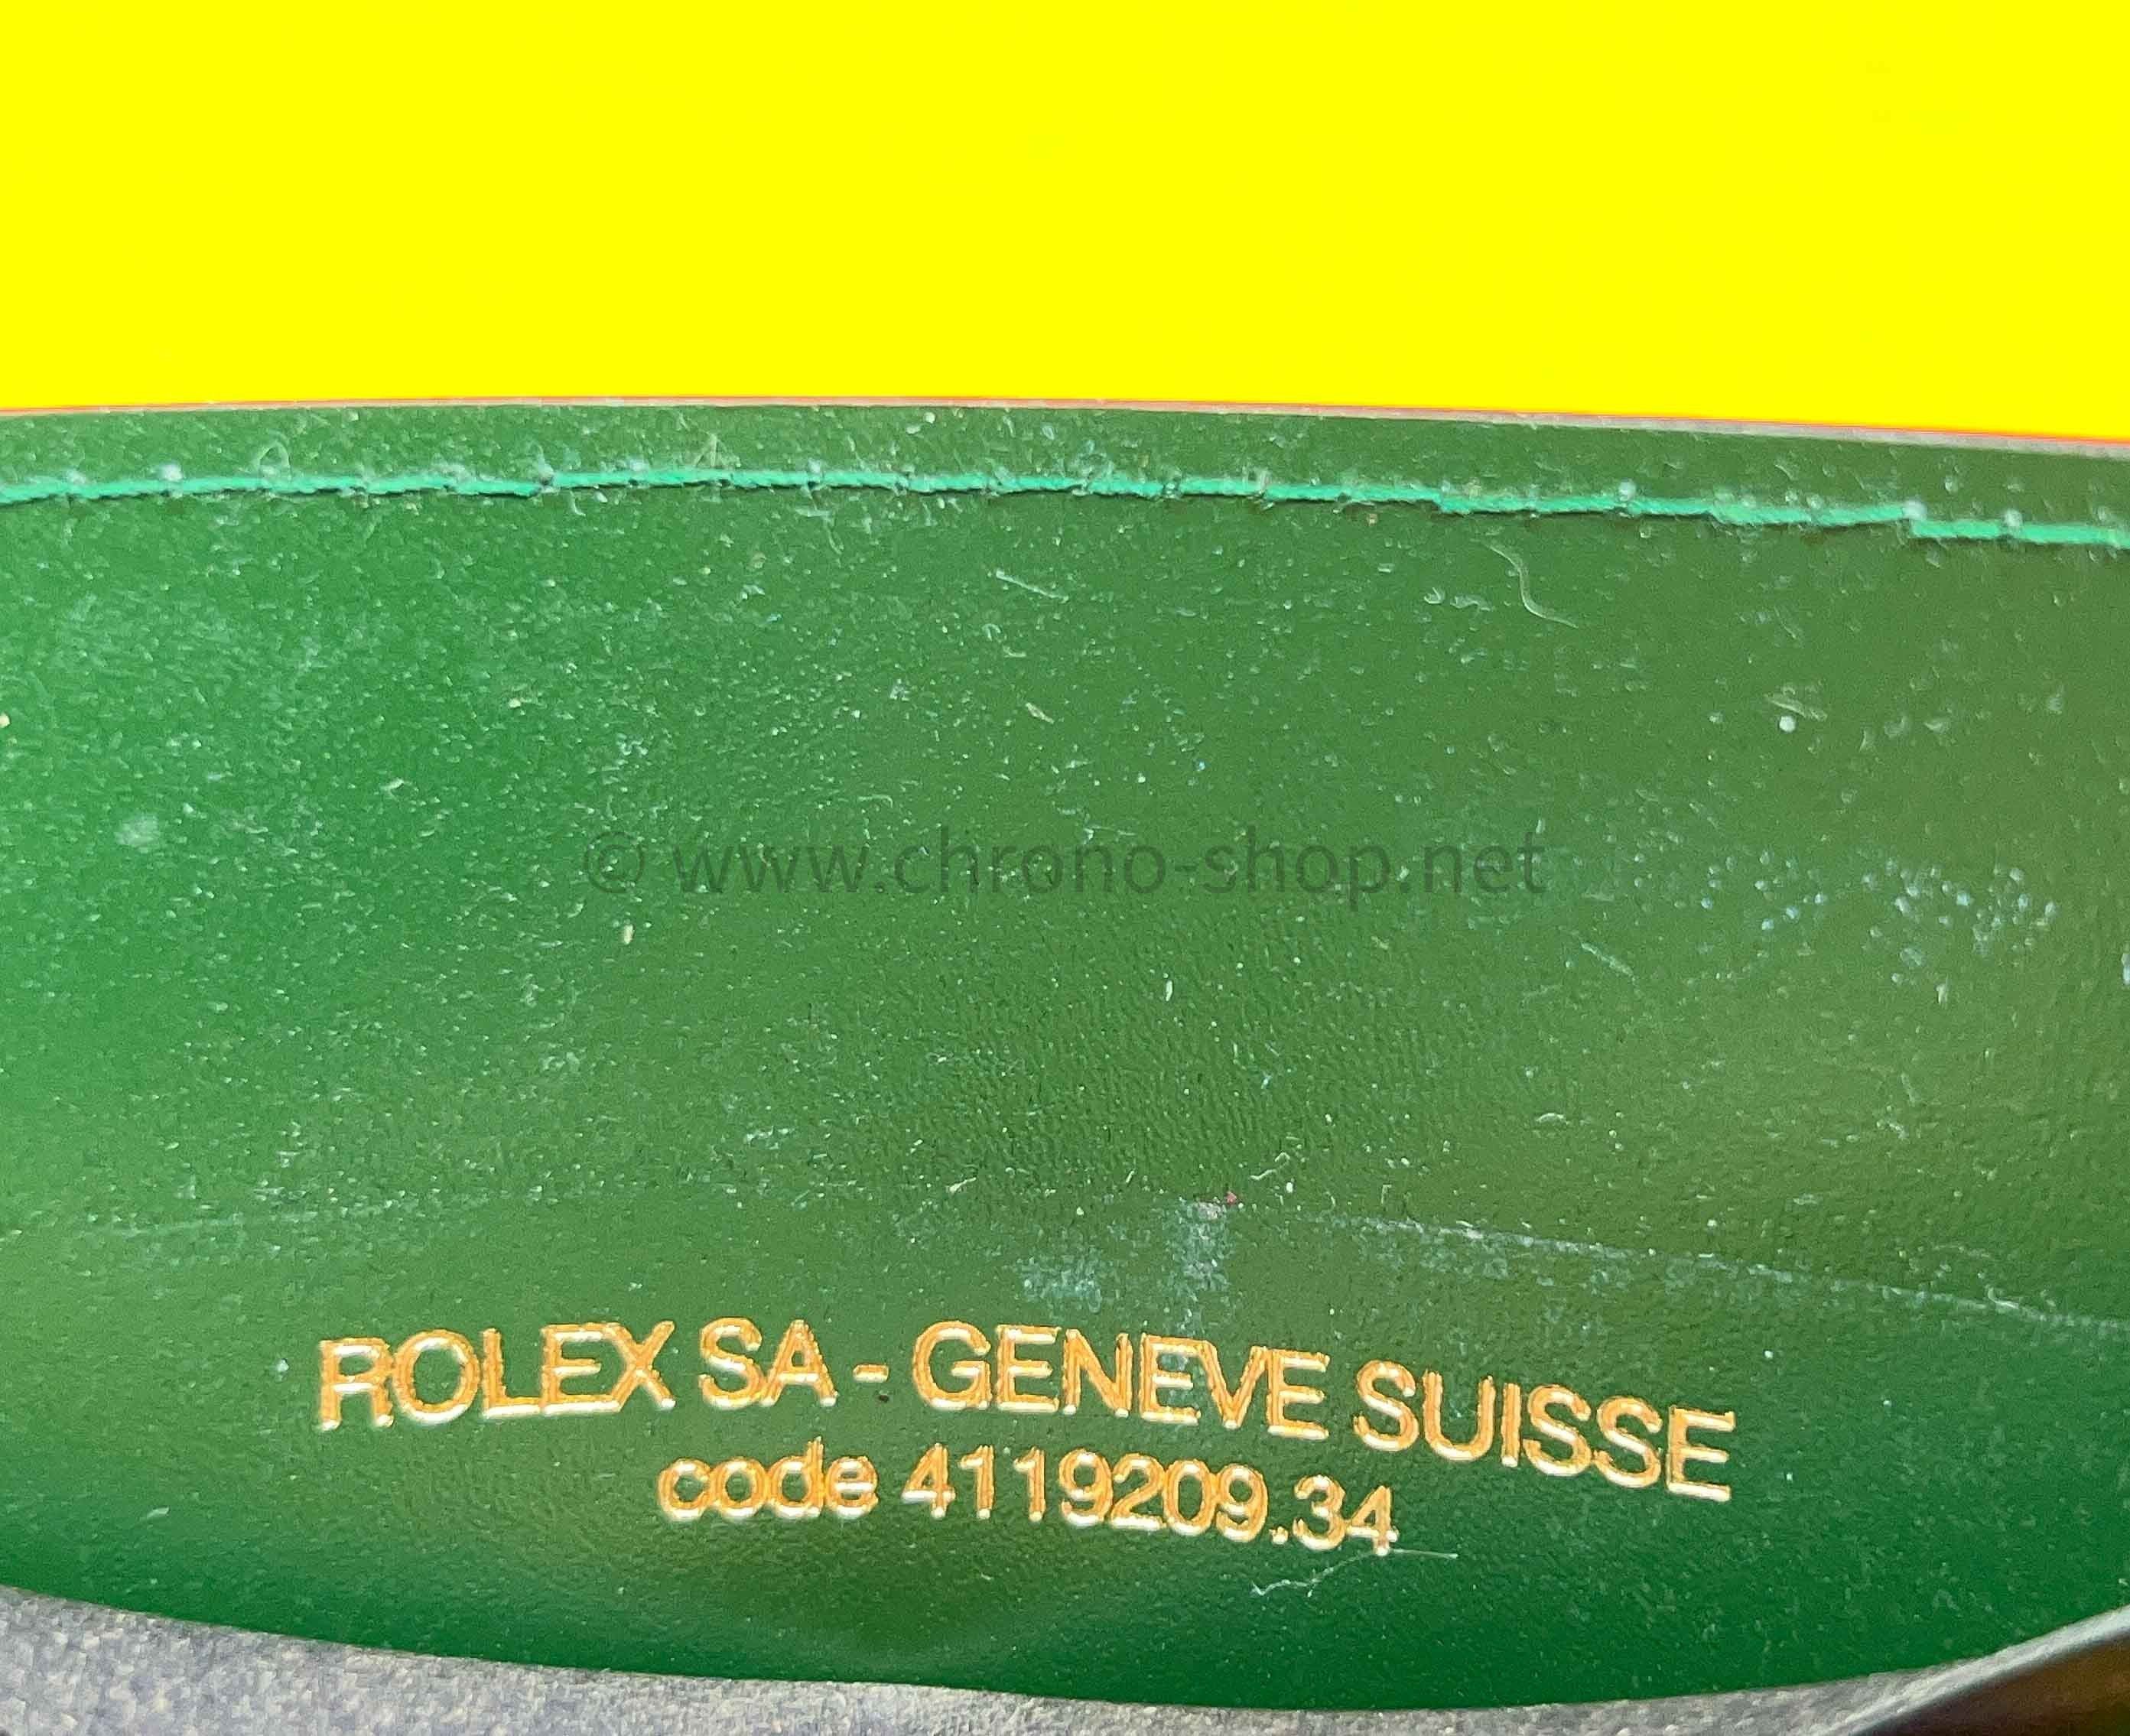 © www.chrono-shop.net
ROLEX SA - GENEVE SUISSE
code 4119209.34